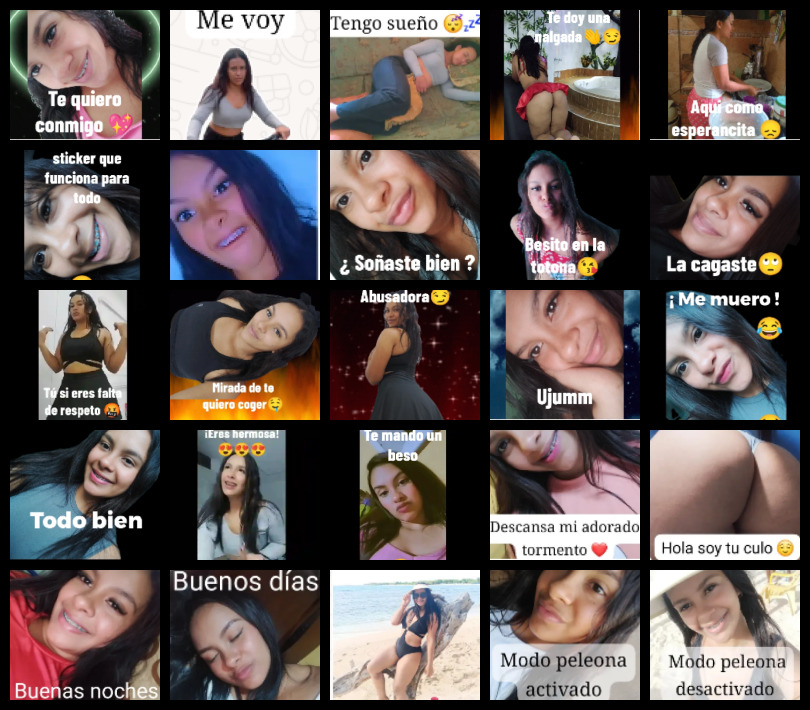 Te quiero
conmigo 💖
Me voy
Tengo sueño 😴💤
Te doy una
nalgada 👋😏
Aquí como
esperancita 😞
sticker que
funciona para
todo
¿ Soñaste bien ?
Besito en la
totona 😘
La cagaste 🙄
Tú si eres falta
de respeto 🤬
Mirada de te
quiero coger 🤤
Abusadora 😏
Ujumm
¡ Me muero !
😂
Todo bien
¡Eres hermosa!
😍😍😍
Te mando un
beso
Descansa mi adorado
tormento ❤️
Hola soy tu culo 😌
Buenas noches
Buenos días
Modo peleona
activado
Modo peleona
desactivado